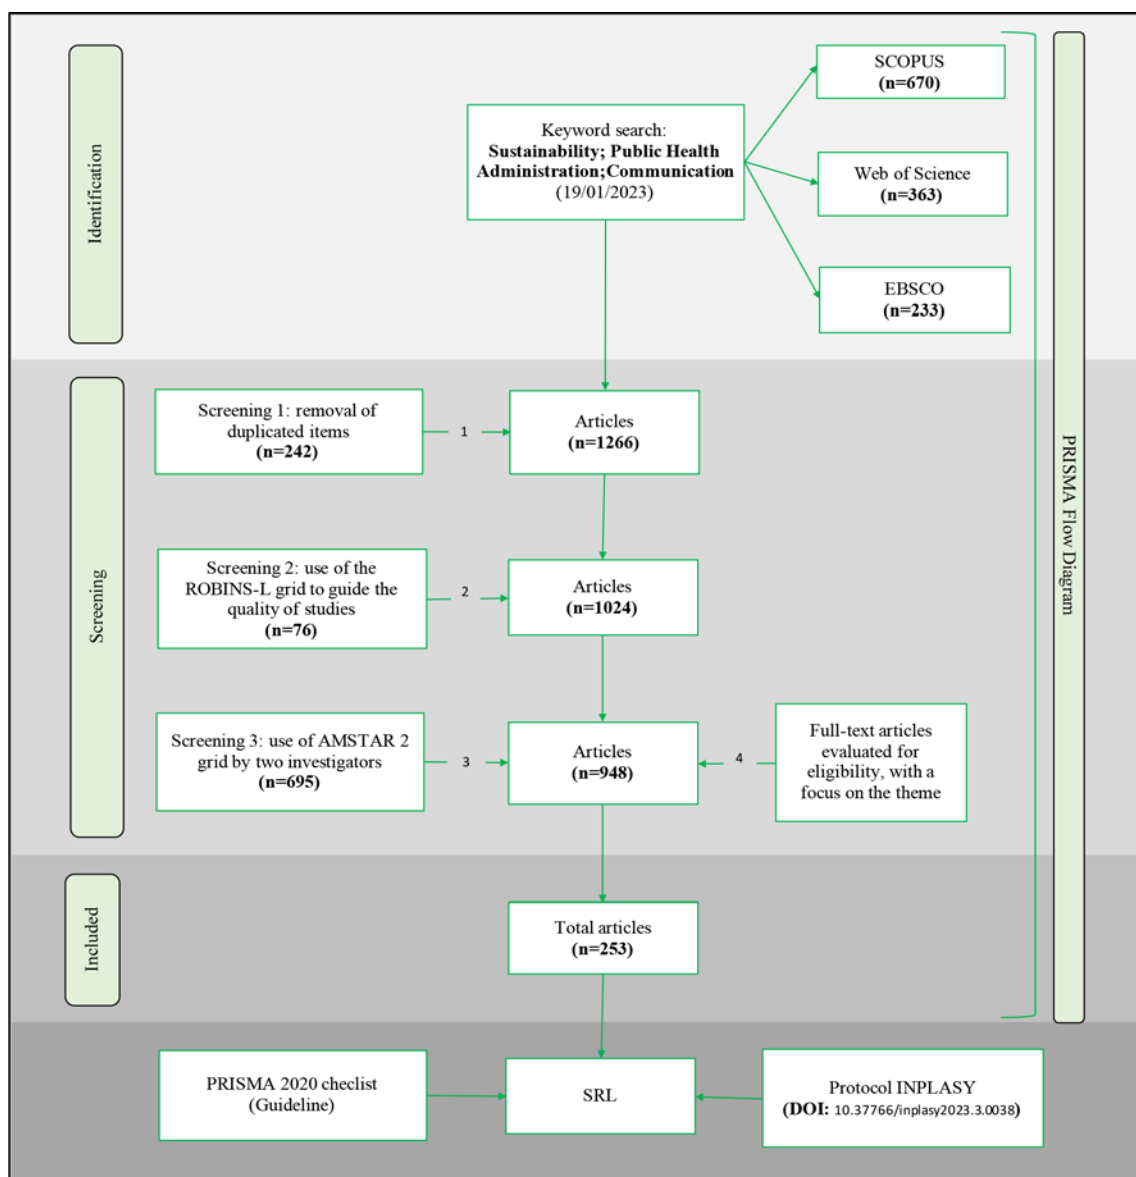 Identification
Keyword search:
Sustainability; Public Health
Administration;Communication
(19/01/2023)
SCOPUS
(n=670)
Web of Science
(n=363)
EBSCO
(n=233)
PRISMA Flow Diagram
Screening
Screening 1: removal of
duplicated items
(n=242)
1
Articles
(n=1266)
Screening 2: use of the
ROBINS-L grid to guide the
quality of studies
(n=76)
2
Articles
(n=1024)
Screening 3: use of AMSTAR 2
grid by two investigators
(n=695)
3
Articles
(n=948)
4
Full-text articles
evaluated for
eligibility, with a
focus on the theme
Included
Total articles
(n=253)
PRISMA 2020 checlist
(Guideline)
SRL
Protocol INPLASY
(DOI: 10.37766/inplasy2023.3.0038)